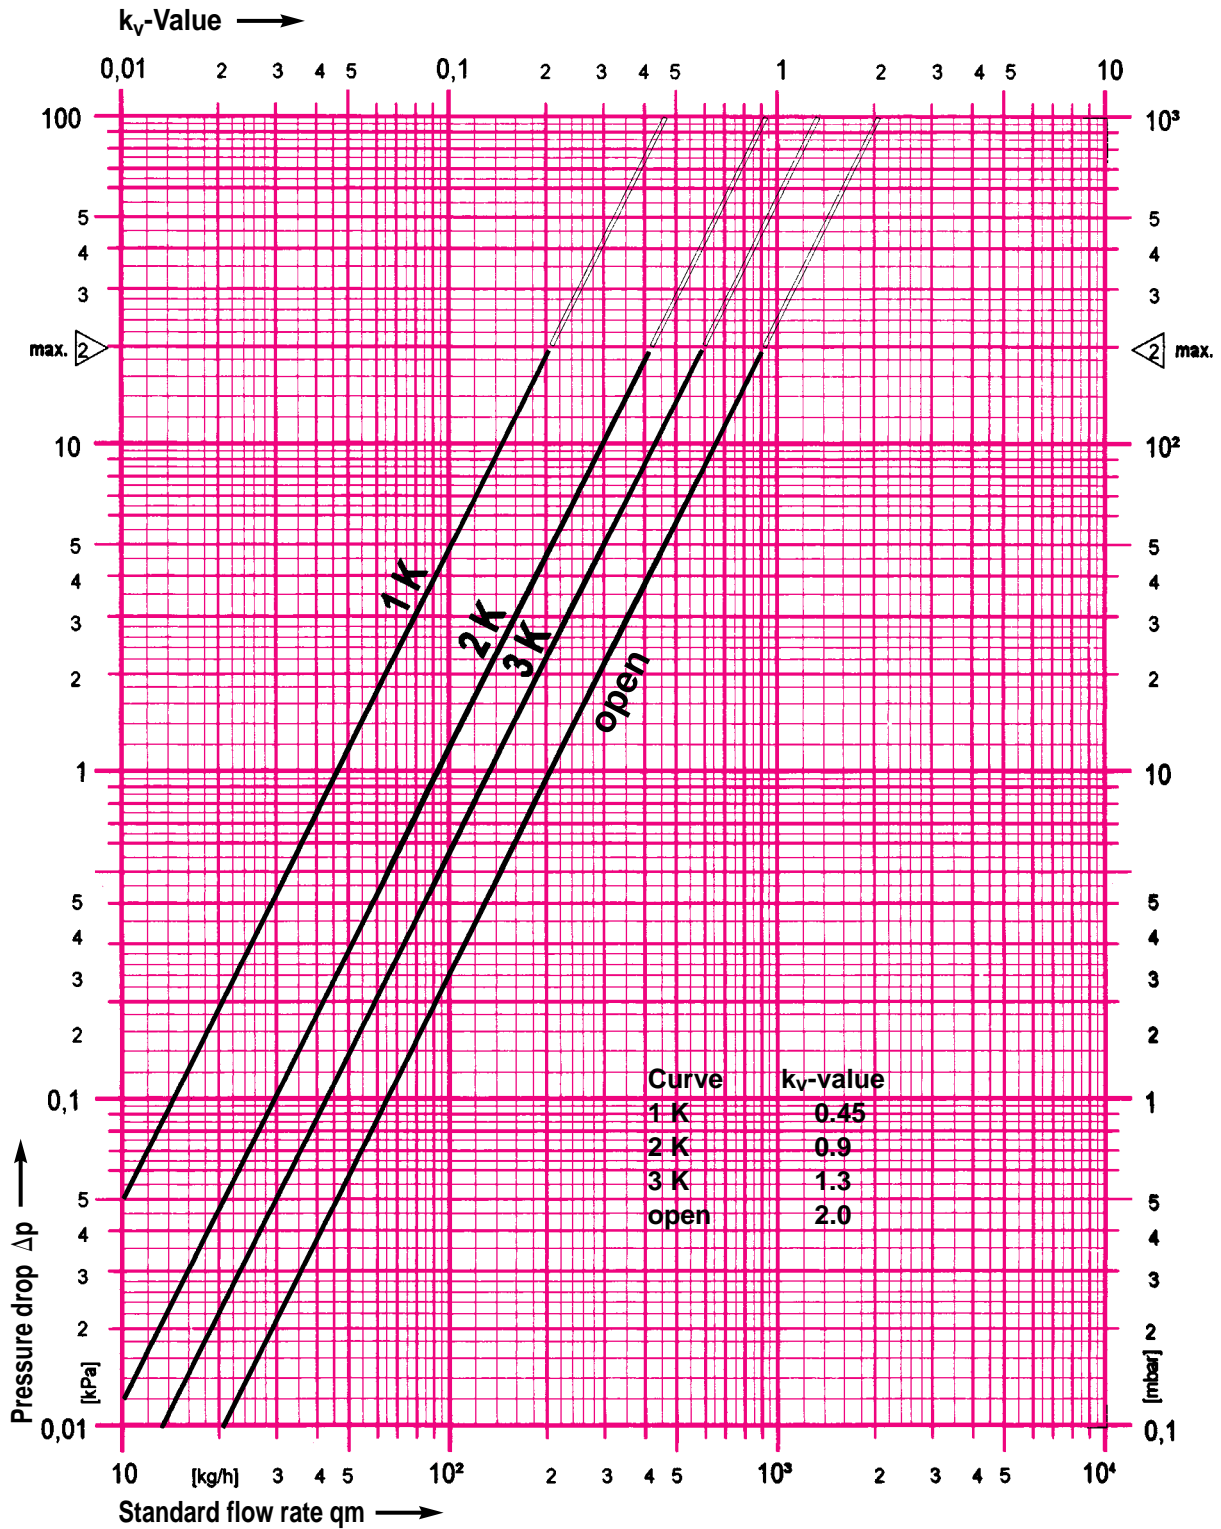 kv-Value
0,01 2 3 4 5 0,1 2 3 4 5 1 2 3 4 5 10
100 10³
5 5
4 4
3 3
max. 2 2 max.
10 10²
5 5
4 4
3 3
2 2
1 10
5 5
4 4
3 3
2 2
0,1 1
5 5
4 4
3 3
2 2
0,01 0,1
1 K
2 K
3 K
open
Curve kv-value
1 K 0.45
2 K 0.9
3 K 1.3
open 2.0
Pressure drop Δp
[kPa]
[mbar]
10 [kg/h] 3 4 5 10² 2 3 4 5 10³ 2 3 4 5 10⁴
Standard flow rate qm